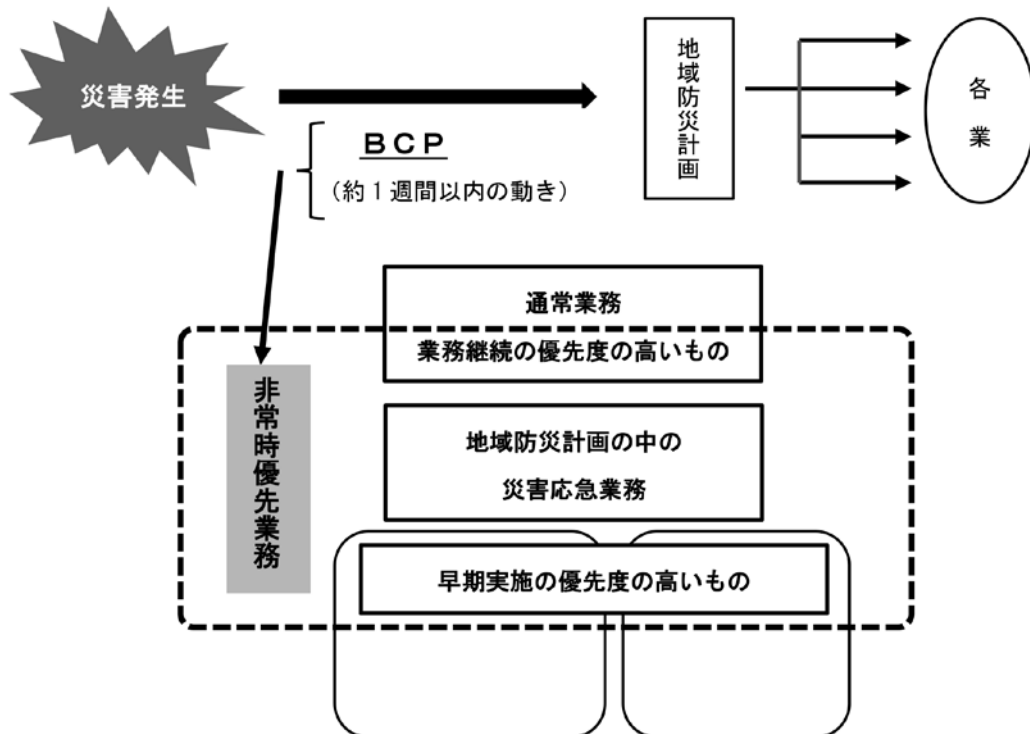 災害発生
BCP
(約1週間以内の動き)
地域防災計画
各
業
通常業務
業務継続の優先度の高いもの
非常時優先業務
地域防災計画の中の
災害応急業務
早期実施の優先度の高いもの